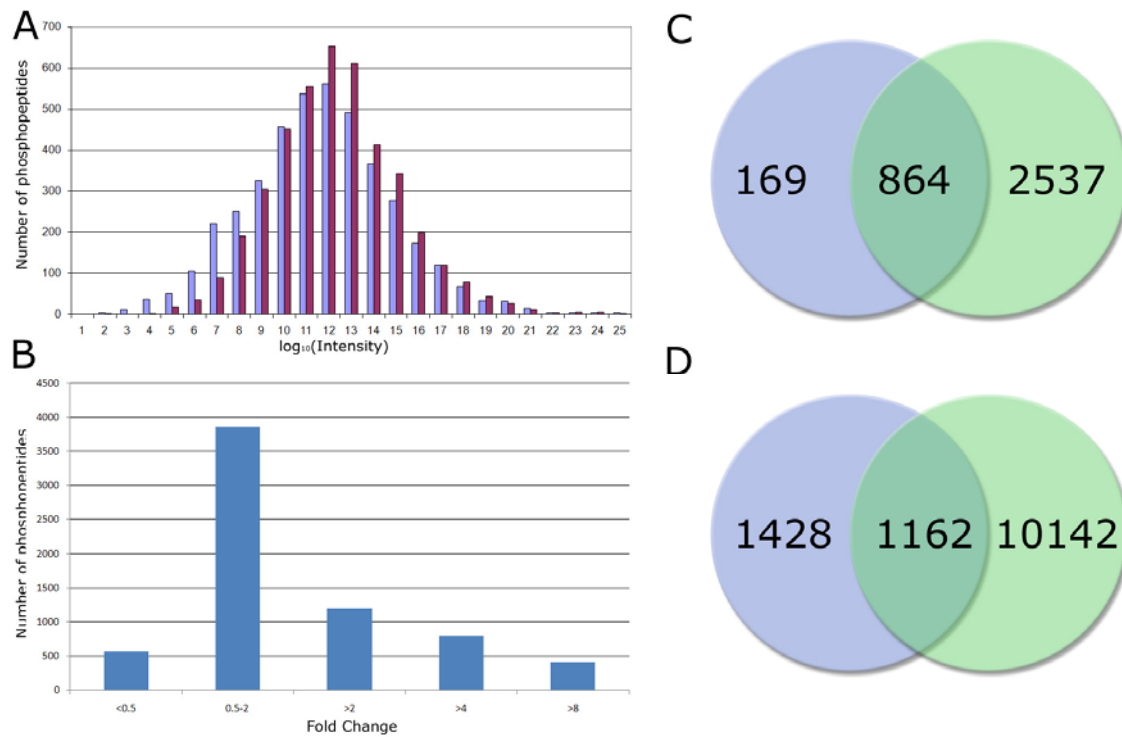 A
Number of phosphopeptides
700
600
500
400
300
200
100
0
1 2 3 4 5 6 7 8 9 10 11 12 13 14 15 16 17 18 19 20 21 22 23 24 25
log₁₀(Intensity)
B
Number of phosphopeptides
4500
4000
3500
3000
2500
2000
1500
1000
500
0
<0.5 0.5-2 >2 >4 >8
Fold Change
C
169 864 2537
D
1428 1162 10142